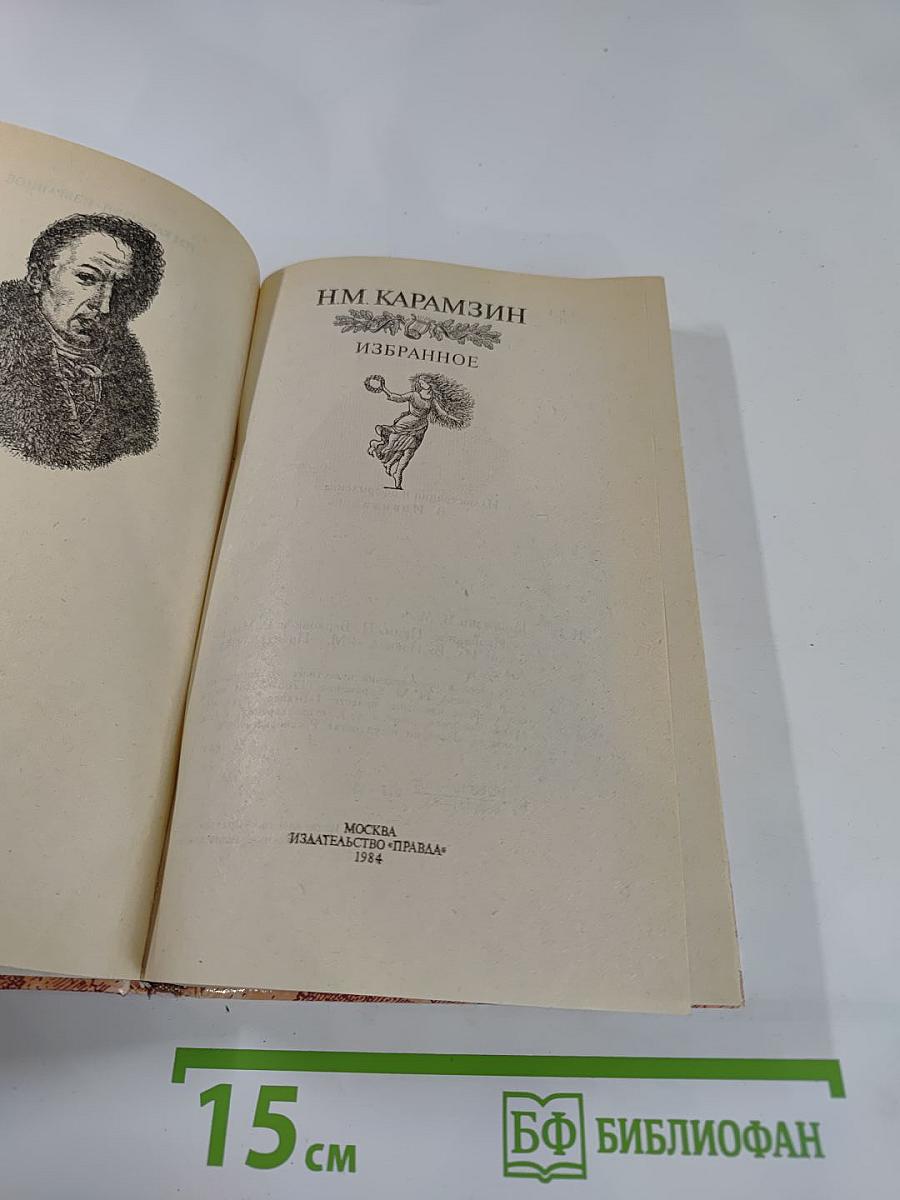 Н.М. КАРАМЗИН
ИЗБРАННОЕ
МОСКВА
ИЗДАТЕЛЬСТВО «ПРАВДА»
1984
15 см
БФ БИБЛИОФАН